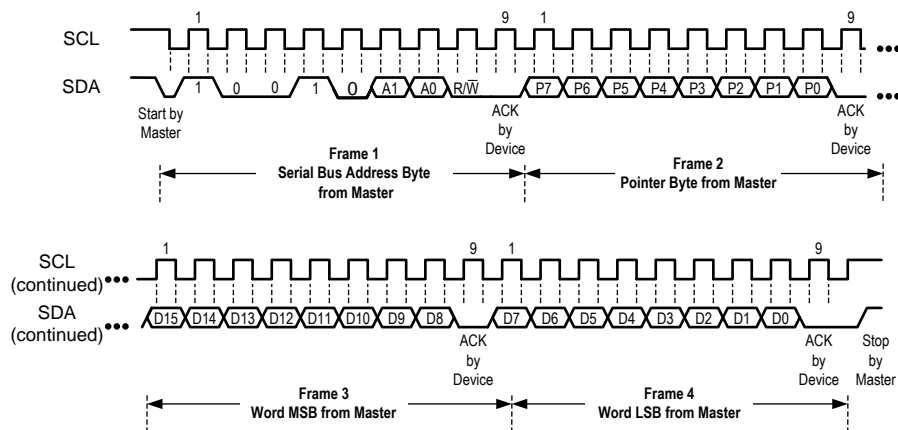 1 9 1 9
SCL
SDA 1 0 0 1 0 A1 A0 R/W̅ P7 P6 P5 P4 P3 P2 P1 P0
Start by
Master
ACK
by
Device
ACK
by
Device
Frame 1
Serial Bus Address Byte
from Master
Frame 2
Pointer Byte from Master
1 9 1 9
SCL
(continued)
SDA
(continued)
D15 D14 D13 D12 D11 D10 D9 D8 D7 D6 D5 D4 D3 D2 D1 D0
ACK
by
Device
ACK
by
Device
Stop
by
Master
Frame 3
Word MSB from Master
Frame 4
Word LSB from Master